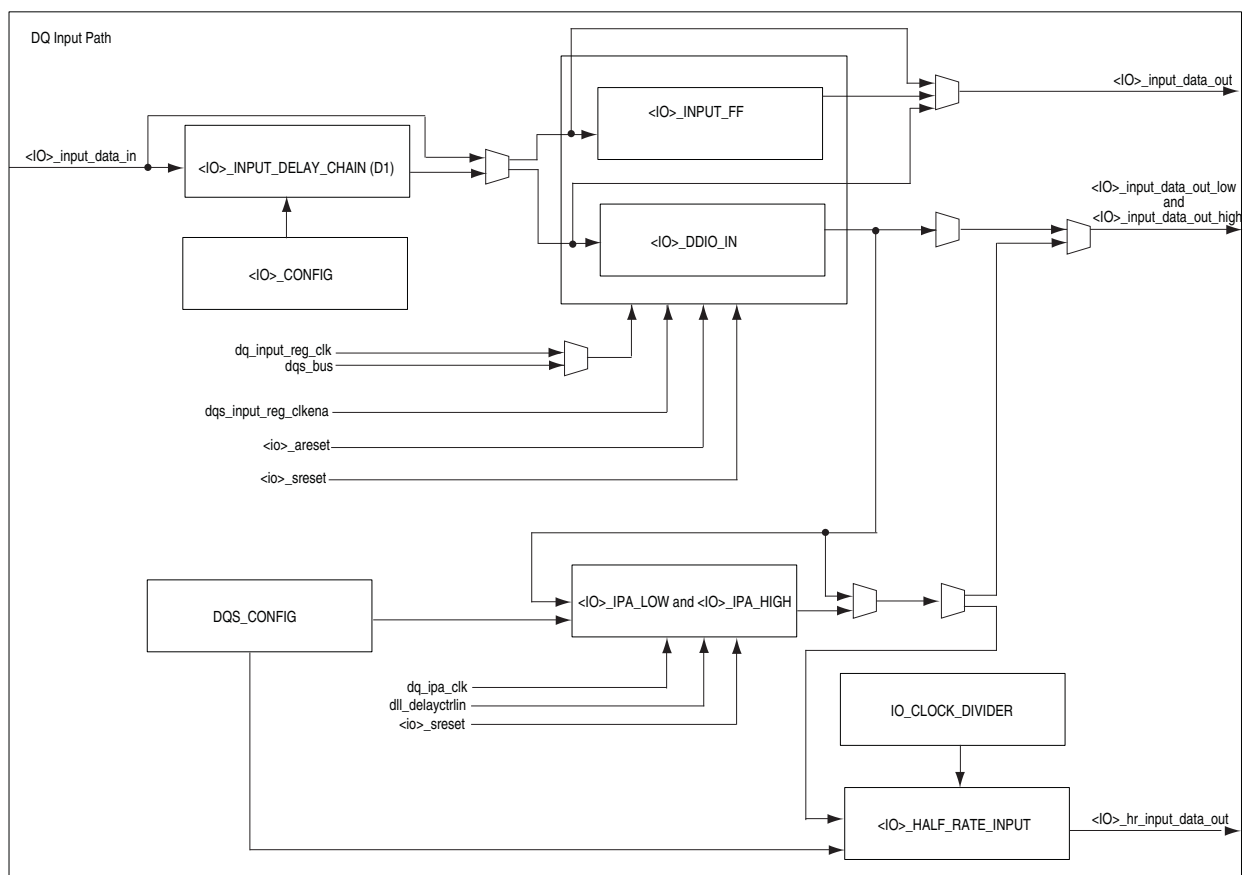 DQ Input Path
<IO>_input_data_out
<IO>_INPUT_FF
<IO>_input_data_in
<IO>_INPUT_DELAY_CHAIN (D1)
<IO>_input_data_out_low
and
<IO>_input_data_out_high
<IO>_DDIO_IN
<IO>_CONFIG
dq_input_reg_clk
dqs_bus
dqs_input_reg_clkena
<io>_areset
<io>_sreset
<IO>_IPA_LOW and <IO>_IPA_HIGH
DQS_CONFIG
dq_ipa_clk
dll_delayctrlin
<io>_sreset
IO_CLOCK_DIVIDER
<IO>_HALF_RATE_INPUT
<IO>_hr_input_data_out